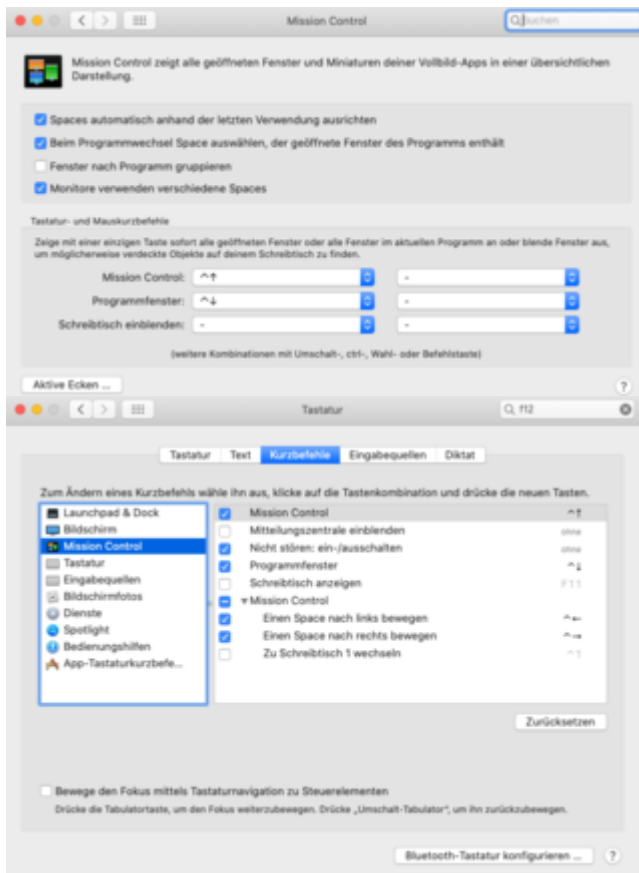 Mission Control
Suchen
Mission Control zeigt alle geöffneten Fenster und Miniaturen deiner Vollbild-Apps in einer übersichtlichen
Darstellung.
Spaces automatisch anhand der letzten Verwendung ausrichten
Beim Programmwechsel Space auswählen, der geöffnete Fenster des Programms enthält
Fenster nach Programm gruppieren
Monitore verwenden verschiedene Spaces
Tastatur- und Mauskurzbefehle
Zeige mit einer einzigen Taste sofort alle geöffneten Fenster oder alle Fenster im aktuellen Programm an oder blende Fenster aus,
um möglicherweise verdeckte Objekte auf deinem Schreibtisch zu finden.
Mission Control: ^↑ -
Programmfenster: ^↓ -
Schreibtisch einblenden: - -
(weitere Kombinationen mit Umschalt-, ctrl-, Wahl- oder Befehlstaste)
Aktive Ecken ... ?
Tastatur f12
Tastatur Text Kurzbefehle Eingabequellen Diktat
Zum Ändern eines Kurzbefehls wähle ihn aus, klicke auf die Tastenkombination und drücke die neuen Tasten.
Launchpad & Dock
Bildschirm
Mission Control
Tastatur
Eingabequellen
Bildschirmfotos
Dienste
Spotlight
Bedienungshilfen
App-Tastaturkurzbefe...
Mission Control ^↑
Mitteilungszentrale einblenden ohne
Nicht stören: ein-/ausschalten ohne
Programmfenster ^↓
Schreibtisch anzeigen F11
Mission Control
Einen Space nach links bewegen ^←
Einen Space nach rechts bewegen ^→
Zu Schreibtisch 1 wechseln ^1
Zurücksetzen
Bewege den Fokus mittels Tastaturnavigation zu Steuerelementen
Drücke die Tabulatortaste, um den Fokus weiterzubewegen. Drücke „Umschalt-Tabulator“, um ihn zurückzubewegen.
Bluetooth-Tastatur konfigurieren ... ?